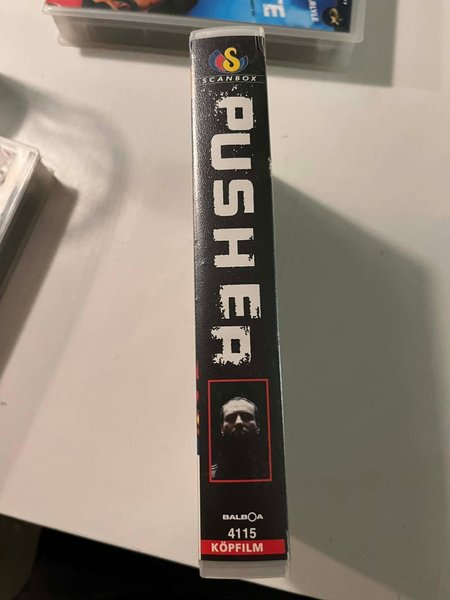 S
SCANBOX
PUSHER
BALBOA
4115
KÖPFILM